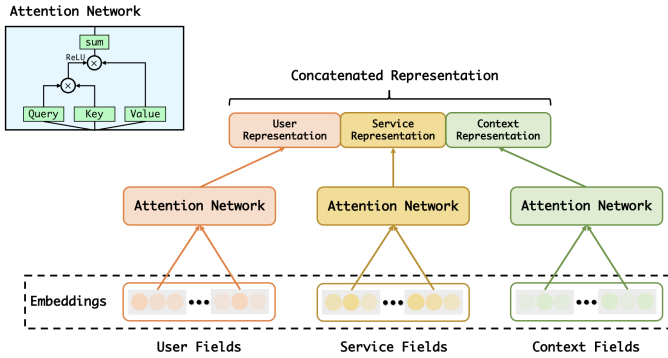 Attention Network
sum
ReLU
×
×
Query Key Value
Concatenated Representation
User Representation
Service Representation
Context Representation
Attention Network
Attention Network
Attention Network
Embeddings
User Fields
Service Fields
Context Fields